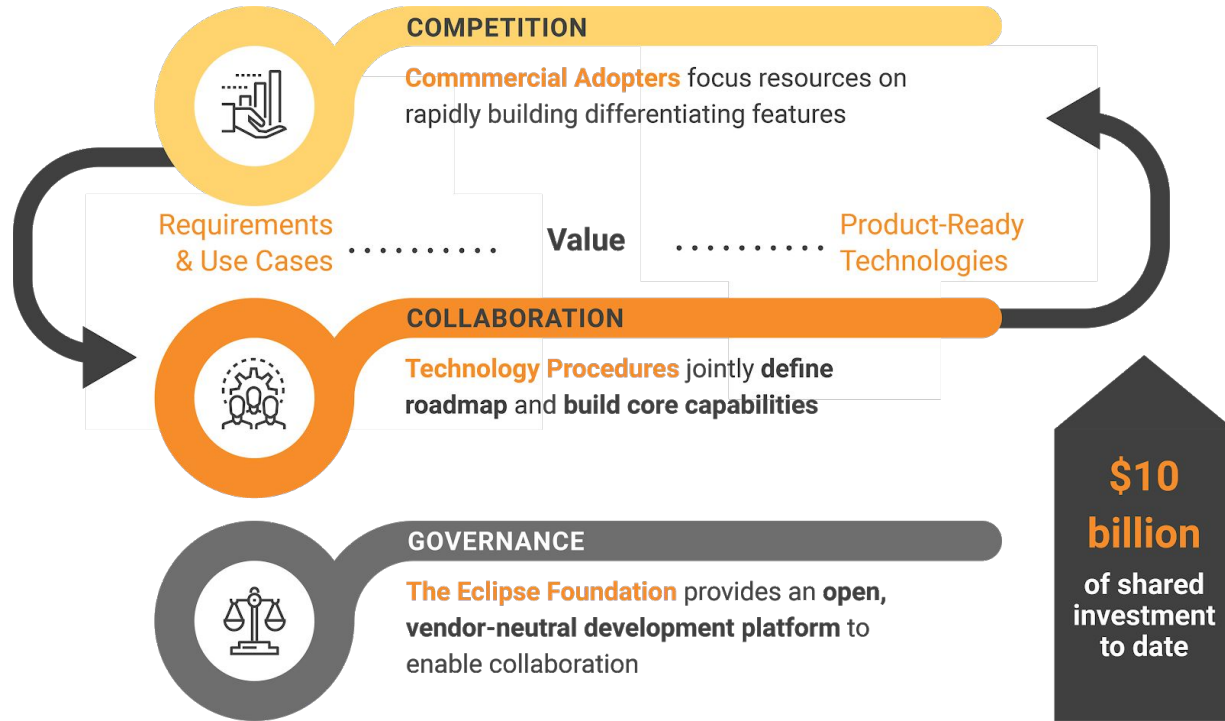 COMPETITION
Commmercial Adopters focus resources on
rapidly building differentiating features
Requirements
& Use Cases
Value
Product-Ready
Technologies
COLLABORATION
Technology Procedures jointly define
roadmap and build core capabilities
GOVERNANCE
The Eclipse Foundation provides an open,
vendor-neutral development platform to
enable collaboration
$10
billion
of shared
investment
to date